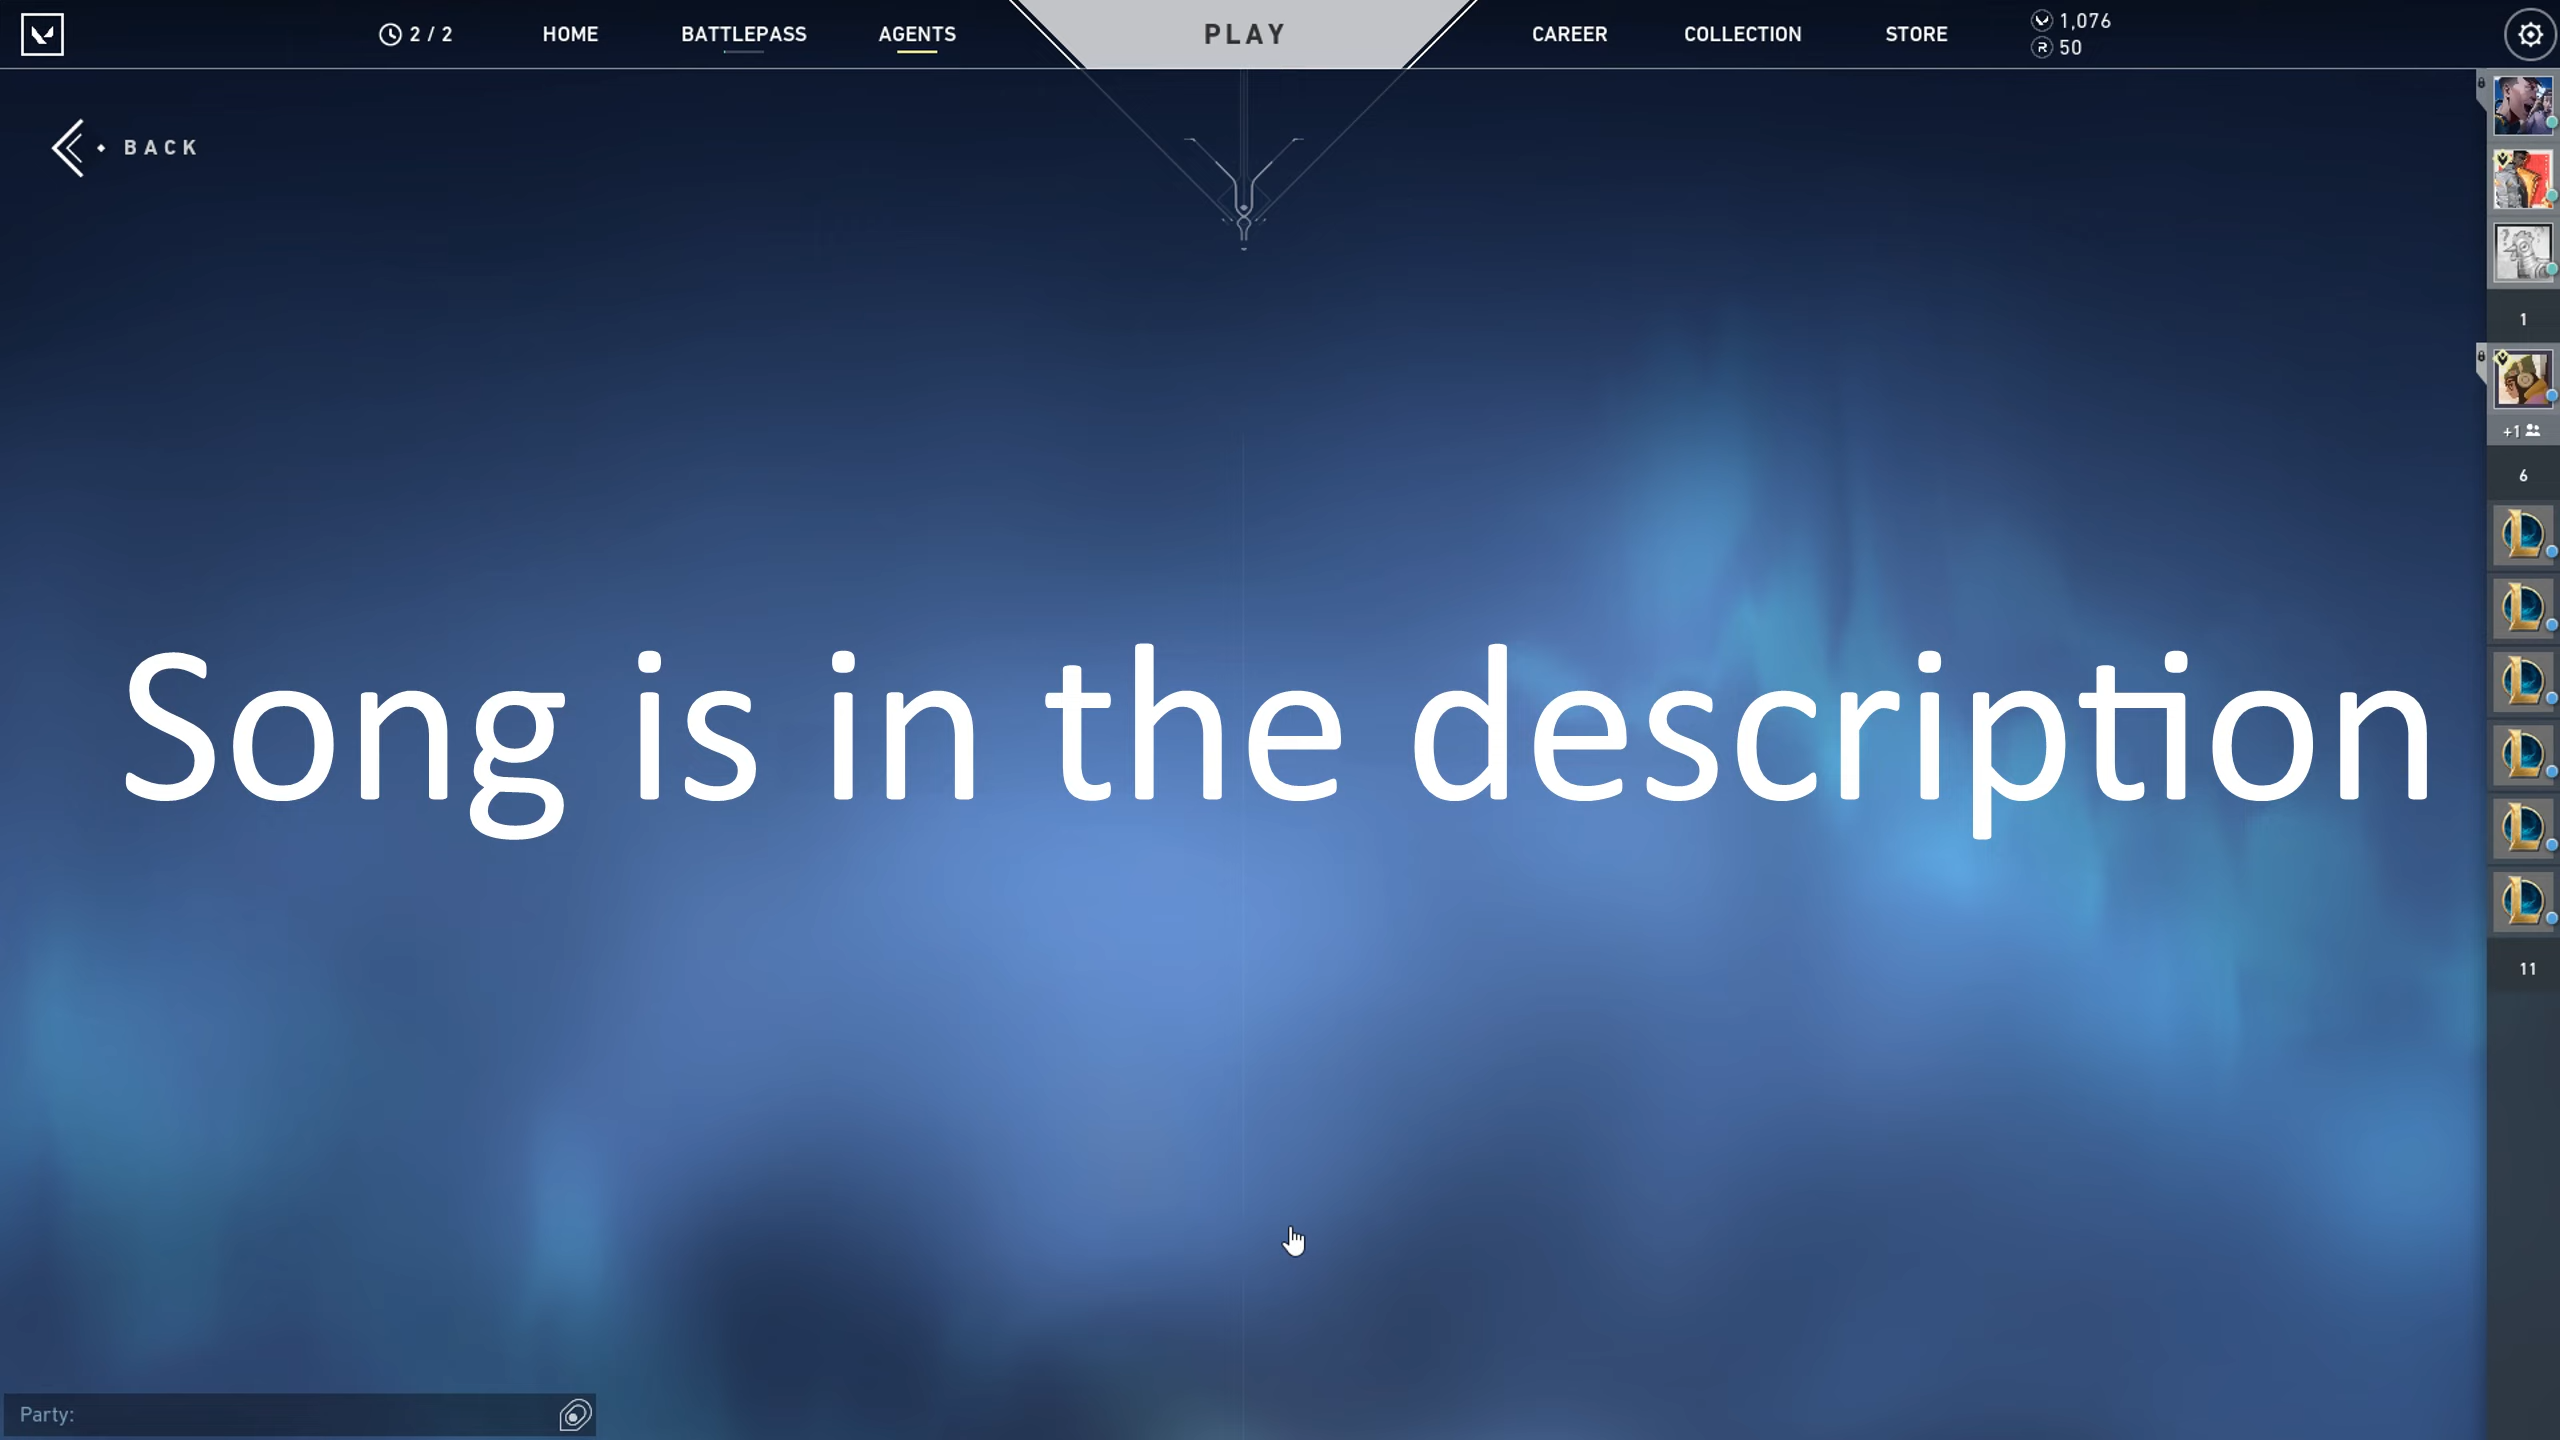 2 / 2
HOME
BATTLEPASS
AGENTS
PLAY
CAREER
COLLECTION
STORE
1,076
R 50
BACK
1
+1
6
Song is in the description
11
Party: